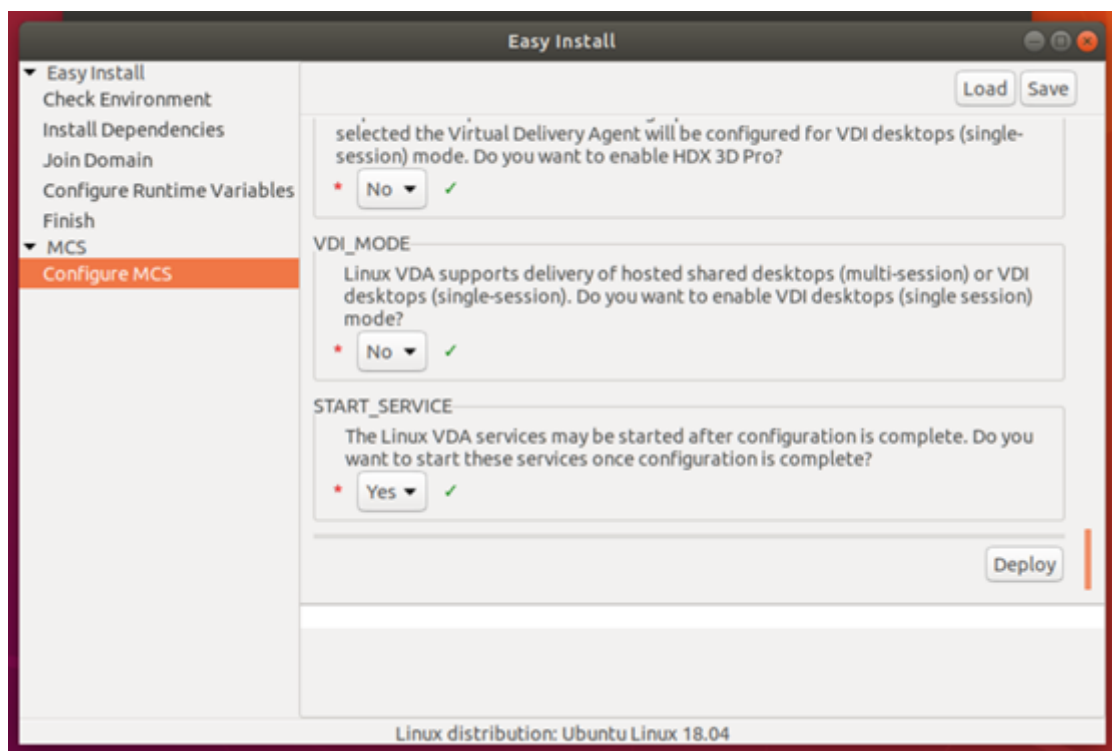 Easy Install
Easy Install
Check Environment
Install Dependencies
Join Domain
Configure Runtime Variables
Finish
MCS
Configure MCS
Load Save
selected the Virtual Delivery Agent will be configured for VDI desktops (single-
session) mode. Do you want to enable HDX 3D Pro?
* No ✓
VDI_MODE
Linux VDA supports delivery of hosted shared desktops (multi-session) or VDI
desktops (single-session). Do you want to enable VDI desktops (single session)
mode?
* No ✓
START_SERVICE
The Linux VDA services may be started after configuration is complete. Do you
want to start these services once configuration is complete?
* Yes ✓
Deploy
Linux distribution: Ubuntu Linux 18.04